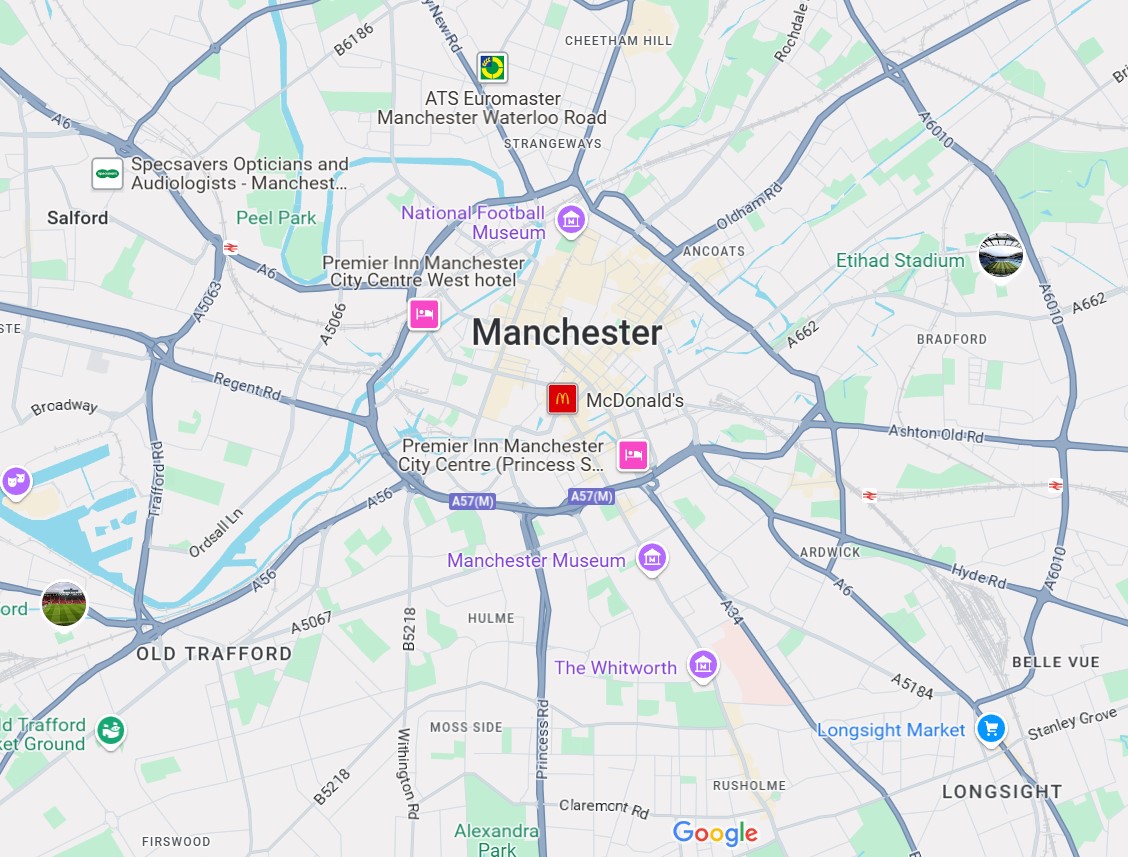 B6186
y New Rd
CHEETHAM HILL
Rochdale
ATS Euromaster
Manchester Waterloo Road
A6
A6010
STRANGEWAYS
Specsavers Opticians and
Audiologists - Manchest...
Salford
Peel Park
National Football
Museum
Oldham Rd
ANCOATS
Etihad Stadium
A6
Premier Inn Manchester
City Centre West hotel
A5063
A5066
A6010
A662
STE
Manchester
A662
BRADFORD
Regent Rd
Broadway
McDonald's
Ashton Old Rd
Premier Inn Manchester
City Centre (Princess S...
Trafford Rd
A56
A57(M)
A57(M)
Ordsall Ln
Manchester Museum
ARDWICK
Hyde Rd
A6010
A56
A6
ord
A5067
B5218
HULME
A34
OLD TRAFFORD
The Whitworth
BELLE VUE
A5184
ld Trafford
ket Ground
MOSS SIDE
Longsight Market
Stanley Grove
Princess Rd
Withington Rd
B5218
RUSHOLME
LONGSIGHT
Claremont Rd
Google
Alexandra
Park
FIRSWOOD